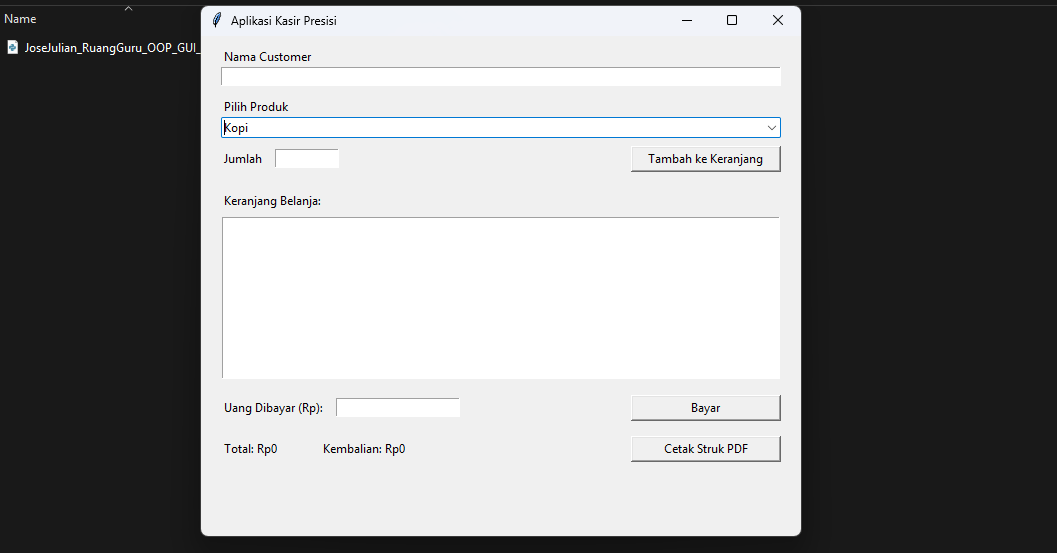 Name
JoseJulian_RuangGuru_OOP_GUI_
Aplikasi Kasir Presisi
Nama Customer
Pilih Produk
Kopi
Jumlah
Tambah ke Keranjang
Keranjang Belanja:
Uang Dibayar (Rp):
Bayar
Total: Rp0
Kembalian: Rp0
Cetak Struk PDF